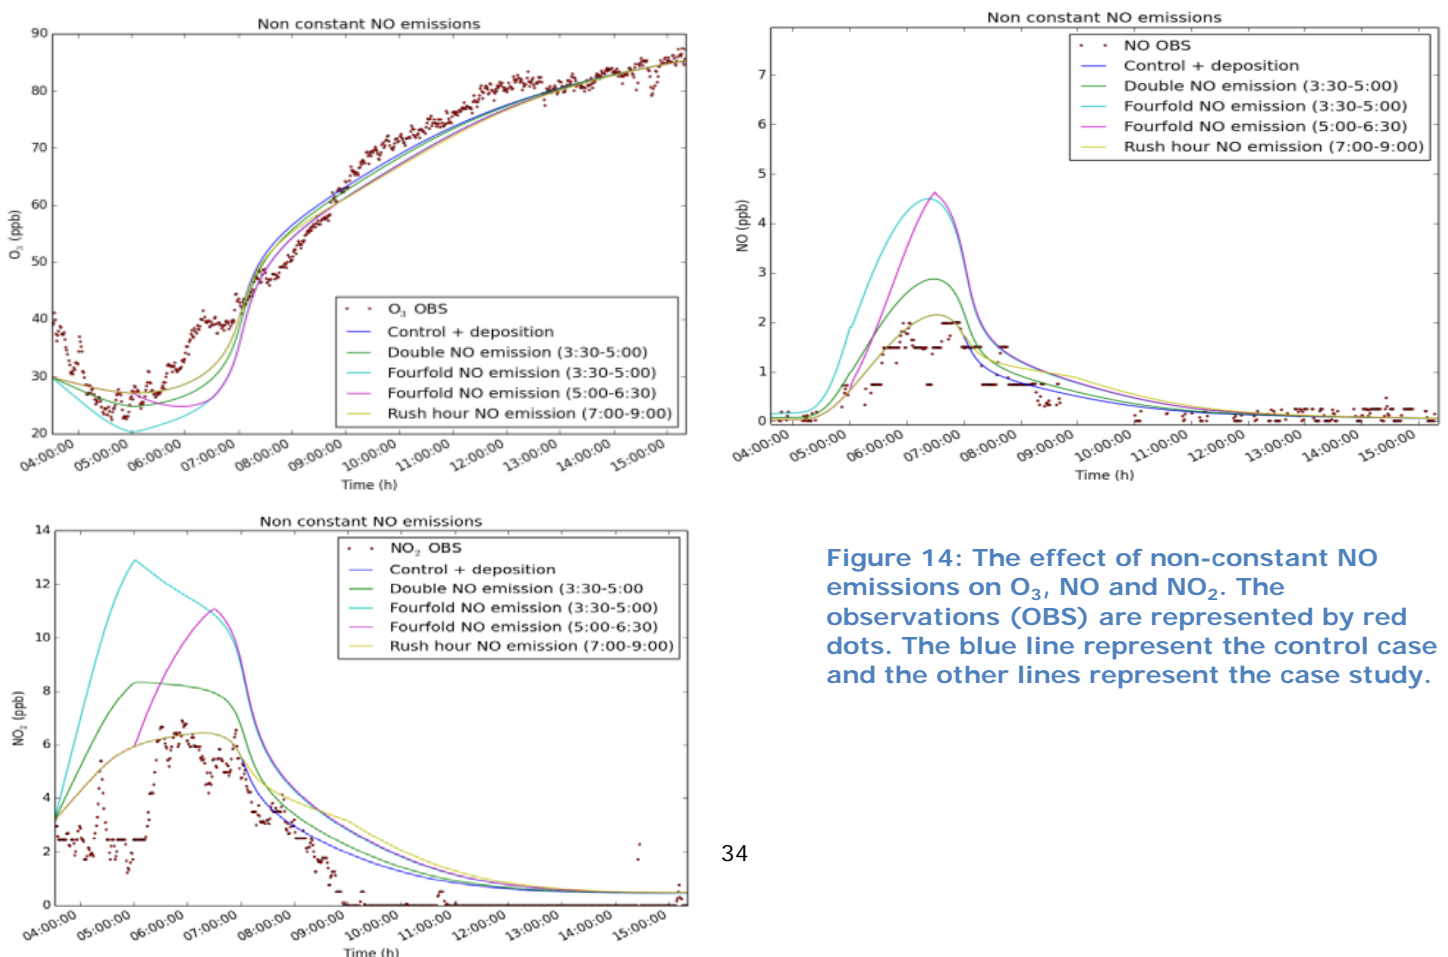 Non constant NO emissions
90
80
70
60
50
40
30
20
O₃ (ppb)
O₃ OBS
Control + deposition
Double NO emission (3:30-5:00)
Fourfold NO emission (3:30-5:00)
Fourfold NO emission (5:00-6:30)
Rush hour NO emission (7:00-9:00)
04:00:00 05:00:00 06:00:00 07:00:00 08:00:00 09:00:00 10:00:00 11:00:00 12:00:00 13:00:00 14:00:00 15:00:00
Time (h)
Non constant NO emissions
7
6
5
4
3
2
1
0
NO (ppb)
NO OBS
Control + deposition
Double NO emission (3:30-5:00)
Fourfold NO emission (3:30-5:00)
Fourfold NO emission (5:00-6:30)
Rush hour NO emission (7:00-9:00)
04:00:00 05:00:00 06:00:00 07:00:00 08:00:00 09:00:00 10:00:00 11:00:00 12:00:00 13:00:00 14:00:00 15:00:00
Time (h)
Non constant NO emissions
14
12
10
8
6
4
2
0
NO₂ (ppb)
NO₂ OBS
Control + deposition
Double NO emission (3:30-5:00
Fourfold NO emission (3:30-5:00)
Fourfold NO emission (5:00-6:30)
Rush hour NO emission (7:00-9:00)
04:00:00 05:00:00 06:00:00 07:00:00 08:00:00 09:00:00 10:00:00 11:00:00 12:00:00 13:00:00 14:00:00 15:00:00
Time (h)
Figure 14: The effect of non-constant NO
emissions on O₃, NO and NO₂. The
observations (OBS) are represented by red
dots. The blue line represent the control case
and the other lines represent the case study.
34